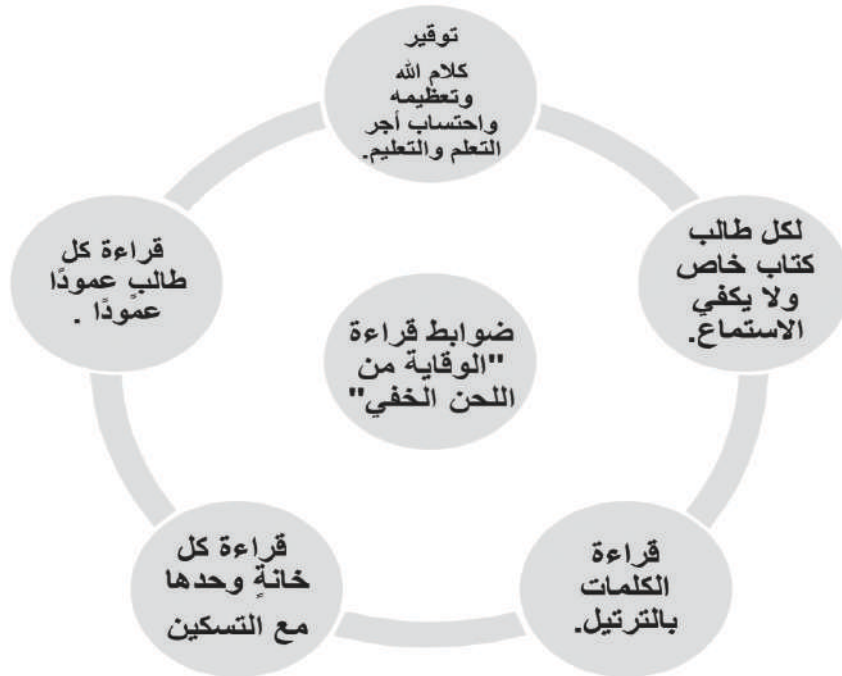 توقير
كلام الله
وتعظيمه
واحتساب أجر
التعلم والتعليم.
لكل طالب
كتاب خاص
ولا يكفي
الاستماع.
قراءة
الكلمات
بالترتيل.
قراءة كل
خانةٍ وحدها
مع التسكين
قراءة كل
طالبٍ عمودًا
عمودًا .
ضوابط قراءة
"الوقاية من
اللحن الخفي"